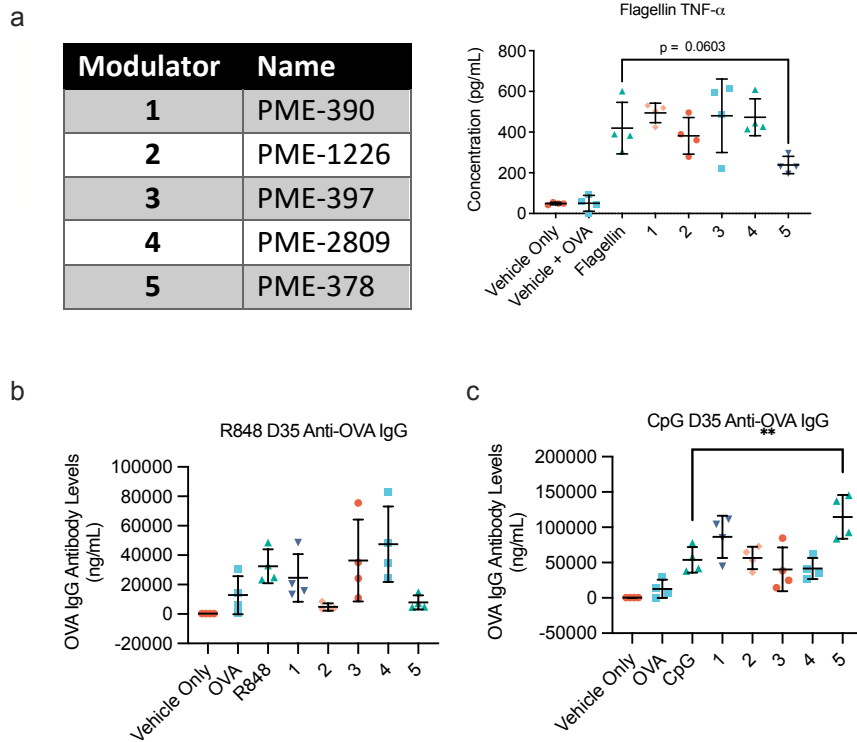 a
Modulator Name
1 PME-390
2 PME-1226
3 PME-397
4 PME-2809
5 PME-378
Flagellin TNF-α
Concentration (pg/mL)
800
600
400
200
0
p = 0.0603
Vehicle Only
Vehicle + OVA
Flagellin
1
2
3
4
5
b
R848 D35 Anti-OVA IgG
OVA IgG Antibody Levels
(ng/mL)
100000
80000
60000
40000
20000
0
-20000
Vehicle Only
OVA
R848
1
2
3
4
5
c
CpG D35 Anti-OVA IgG
**
OVA IgG Antibody Levels
(ng/mL)
200000
150000
100000
50000
0
-50000
Vehicle Only
OVA
CpG
1
2
3
4
5